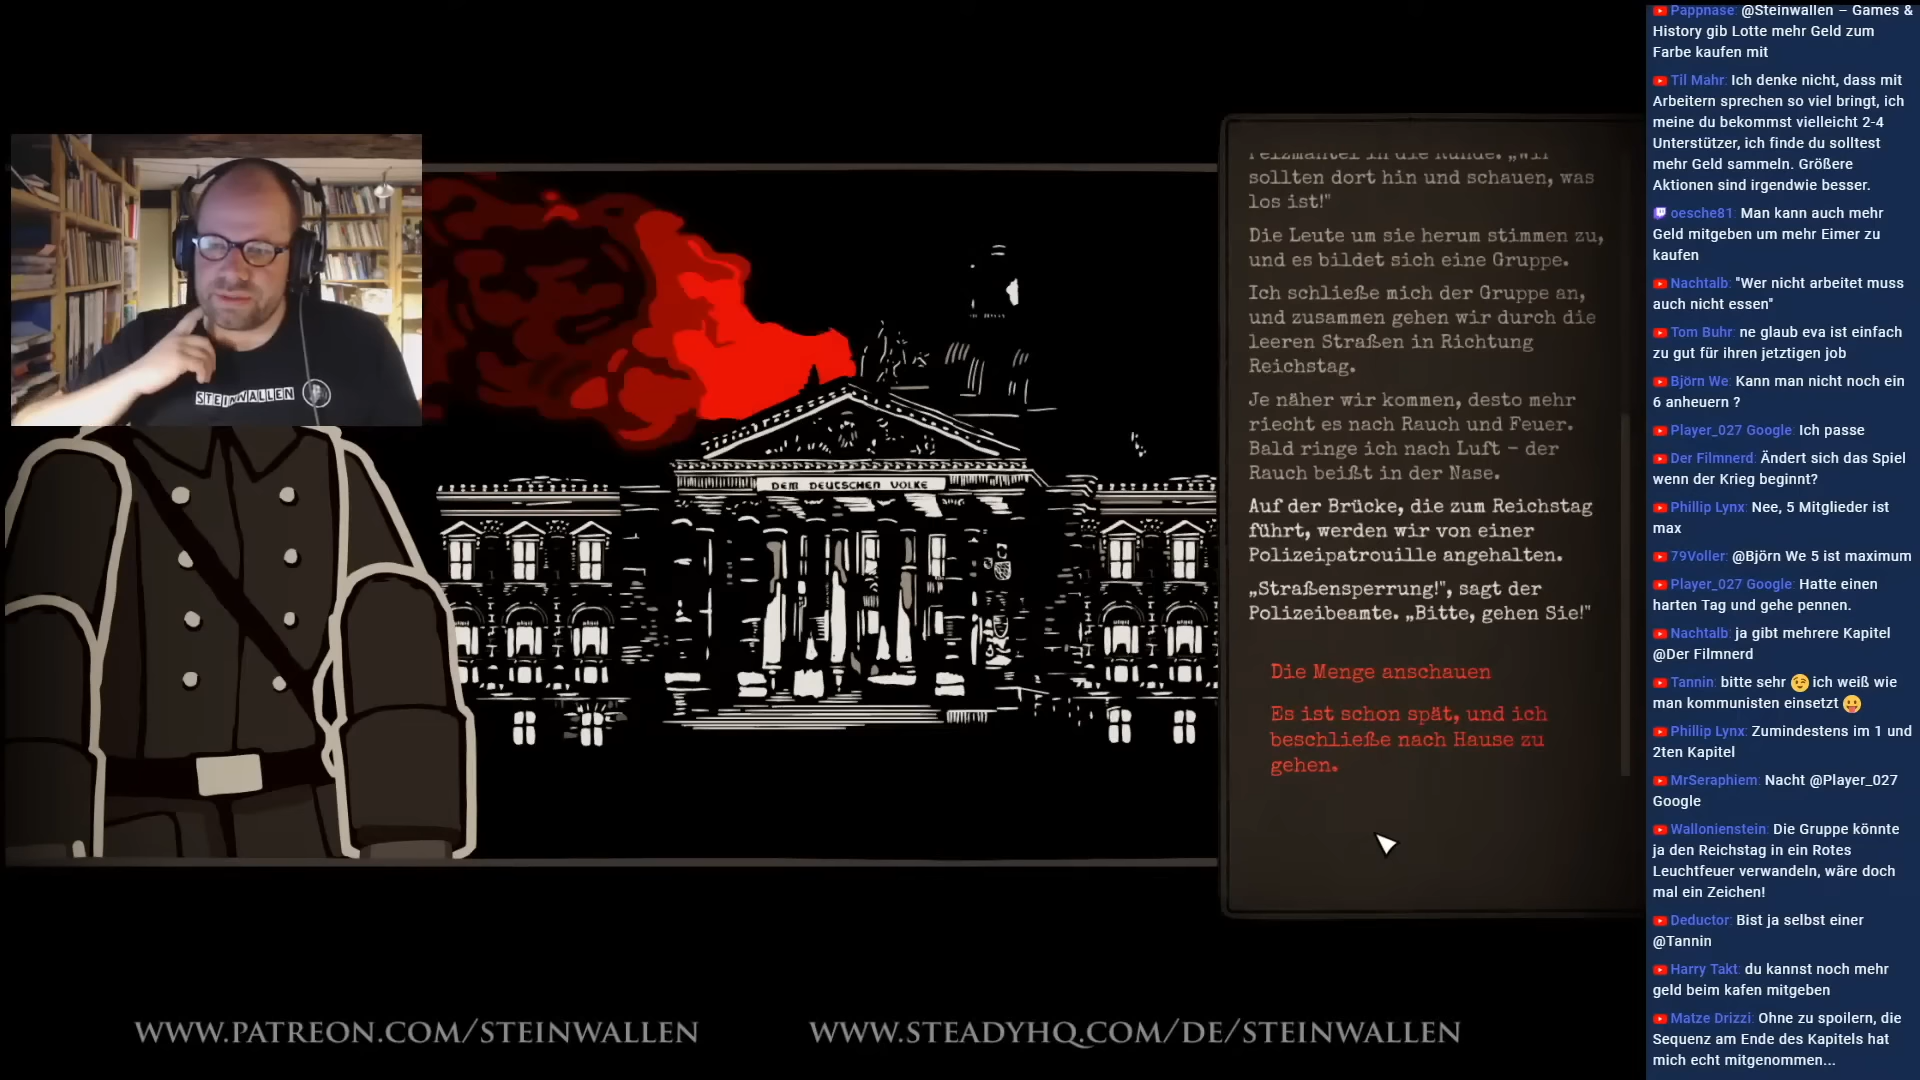 STEINWALLEN
DEM DEUTSCHEN VOLKE
Pelzmantel in die Runde. „Wir
sollten dort hin und schauen, was
los ist!"
Die Leute um sie herum stimmen zu,
und es bildet sich eine Gruppe.
Ich schließe mich der Gruppe an,
und zusammen gehen wir durch die
leeren Straßen in Richtung
Reichstag.
Je näher wir kommen, desto mehr
riecht es nach Rauch und Feuer.
Bald ringe ich nach Luft – der
Rauch beißt in der Nase.
Auf der Brücke, die zum Reichstag
führt, werden wir von einer
Polizeipatrouille angehalten.
„Straßensperrung!", sagt der
Polizeibeamte. „Bitte, gehen Sie!"
Die Menge anschauen
Es ist schon spät, und ich
beschließe nach Hause zu
gehen.
WWW.PATREON.COM/STEINWALLEN
WWW.STEADYHQ.COM/DE/STEINWALLEN
Pappnase: @Steinwallen – Games &
History gib Lotte mehr Geld zum
Farbe kaufen mit
Til Mahr: Ich denke nicht, dass mit
Arbeitern sprechen so viel bringt, ich
meine du bekommst vielleicht 2-4
Unterstützer, ich finde du solltest
mehr Geld sammeln. Größere
Aktionen sind irgendwie besser.
oesche81: Man kann auch mehr
Geld mitgeben um mehr Eimer zu
kaufen
Nachtalb: "Wer nicht arbeitet muss
auch nicht essen"
Tom Buhr: ne glaub eva ist einfach
zu gut für ihren jetztigen job
Björn We: Kann man nicht noch ein
6 anheuern ?
Player_027 Google: Ich passe
Der Filmnerd: Ändert sich das Spiel
wenn der Krieg beginnt?
Phillip Lynx: Nee, 5 Mitglieder ist
max
79Voller: @Björn We 5 ist maximum
Player_027 Google: Hatte einen
harten Tag und gehe pennen.
Nachtalb: ja gibt mehrere Kapitel
@Der Filmnerd
Tannin: bitte sehr 😉 ich weiß wie
man kommunisten einsetzt 😛
Phillip Lynx: Zumindestens im 1 und
2ten Kapitel
MrSeraphiem: Nacht @Player_027
Google
Wallonienstein: Die Gruppe könnte
ja den Reichstag in ein Rotes
Leuchtfeuer verwandeln, wäre doch
mal ein Zeichen!
Deductor: Bist ja selbst einer
@Tannin
Harry Takt: du kannst noch mehr
geld beim kafen mitgeben
Matze Drizzi: Ohne zu spoilern, die
Sequenz am Ende des Kapitels hat
mich echt mitgenommen...